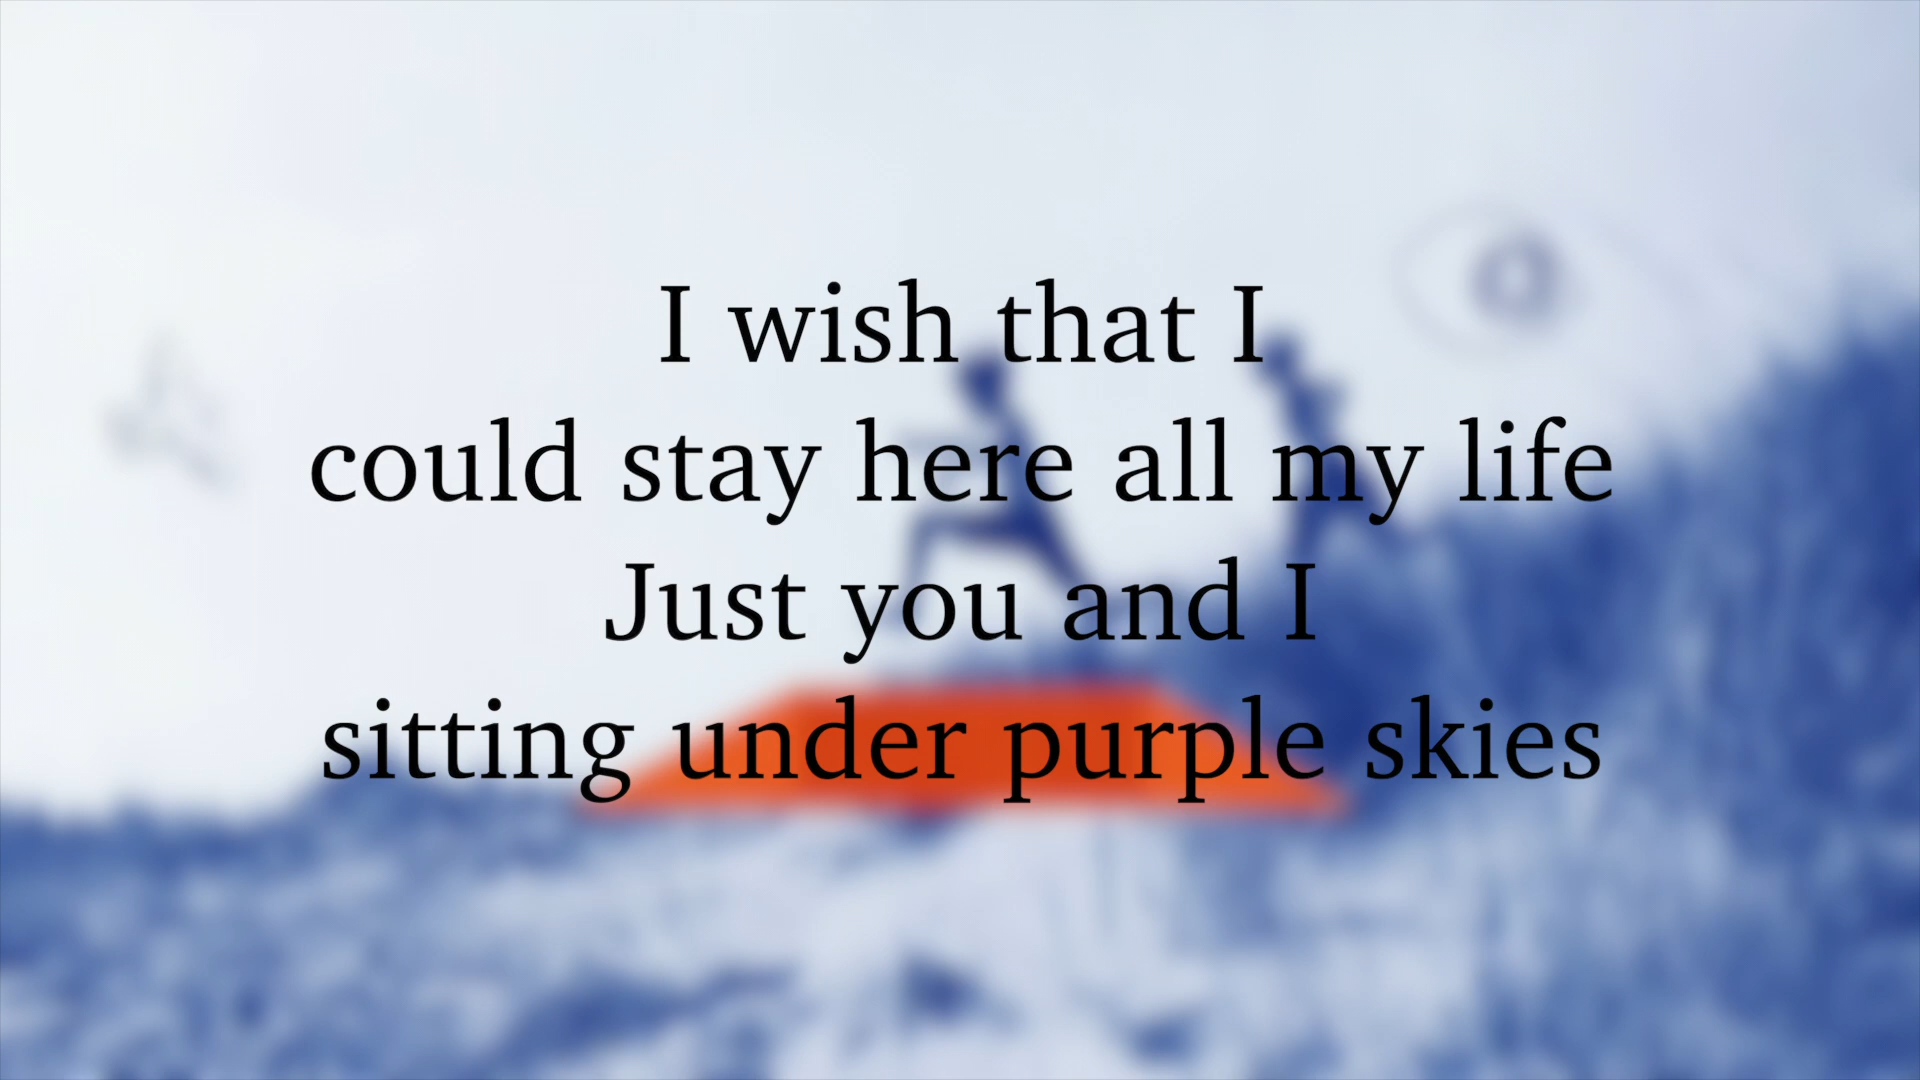 I wish that I
could stay here all my life
Just you and I
sitting under purple skies